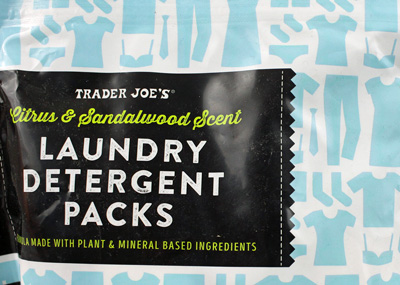 TRADER JOE'S®
Citrus & Sandalwood Scent
LAUNDRY
DETERGENT
PACKS
MADE WITH PLANT & MINERAL BASED INGREDIENTS